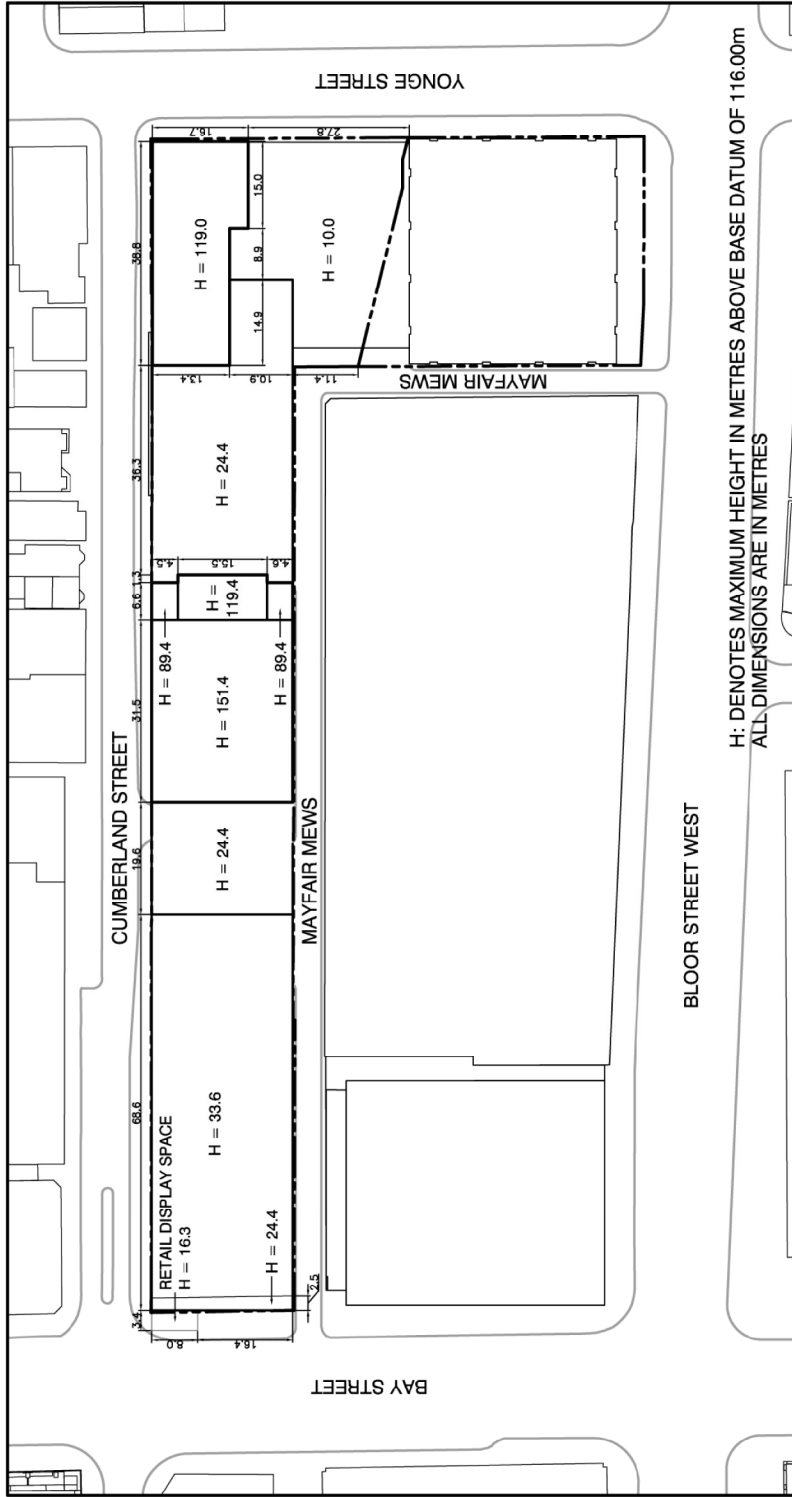 YONGE STREET
38.8
16.7
27.8
H = 119.0
15.0
8.9
14.9
H = 10.0
13.4
10.9
11.4
MAYFAIR MEWS
36.3
H = 24.4
4.5
15.5
4.6
1.3
6.6
H =
119.4
H = 89.4
H = 89.4
31.5
H = 151.4
CUMBERLAND STREET
19.6
H = 24.4
MAYFAIR MEWS
68.6
H = 33.6
RETAIL DISPLAY SPACE
H = 16.3
H = 24.4
2.5
3.4
8.0
16.4
BAY STREET
BLOOR STREET WEST
H: DENOTES MAXIMUM HEIGHT IN METRES ABOVE BASE DATUM OF 116.00m
ALL DIMENSIONS ARE IN METRES